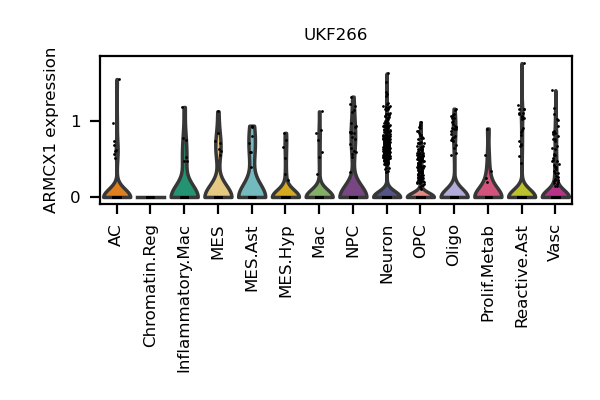 UKF266
ARMCX1 expression
1
0
AC
Chromatin.Reg
Inflammatory.Mac
MES
MES.Ast
MES.Hyp
Mac
NPC
Neuron
OPC
Oligo
Prolif.Metab
Reactive.Ast
Vasc